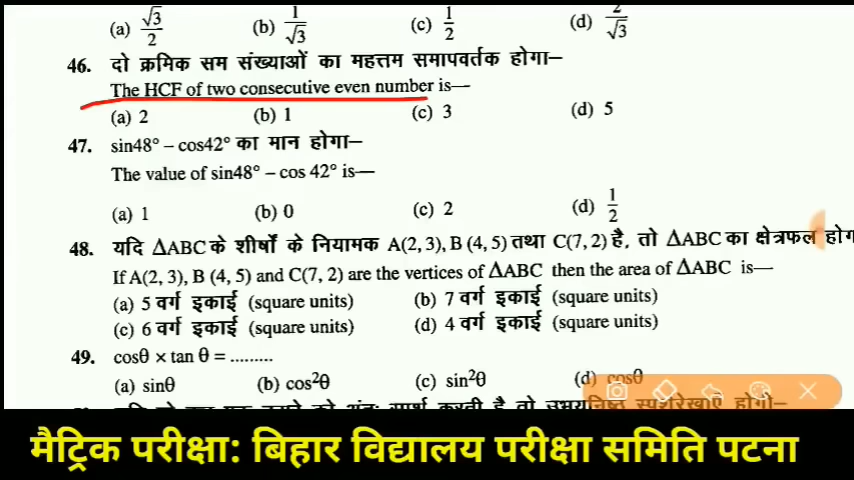 (a) √3/2 (b) 1/√3 (c) 1/2 (d) 2/√3
46. दो क्रमिक सम संख्याओं का महत्तम समापवर्तक होगा—
The HCF of two consecutive even number is—
(a) 2 (b) 1 (c) 3 (d) 5
47. sin48° – cos42° का मान होगा—
The value of sin48° – cos 42° is—
(a) 1 (b) 0 (c) 2 (d) 1/2
48. यदि ΔABC के शीर्षों के नियामक A(2, 3), B (4, 5) तथा C(7, 2) है, तो ΔABC का क्षेत्रफल
If A(2, 3), B (4, 5) and C(7, 2) are the vertices of ΔABC then the area of ΔABC is—
(a) 5 वर्ग इकाई (square units) (b) 7 वर्ग इकाई (square units)
(c) 6 वर्ग इकाई (square units) (d) 4 वर्ग इकाई (square units)
49. cosθ × tan θ = .........
(a) sinθ (b) cos²θ (c) sin²θ (d) cosθ
मैट्रिक परीक्षा: बिहार विद्यालय परीक्षा समिति पटना